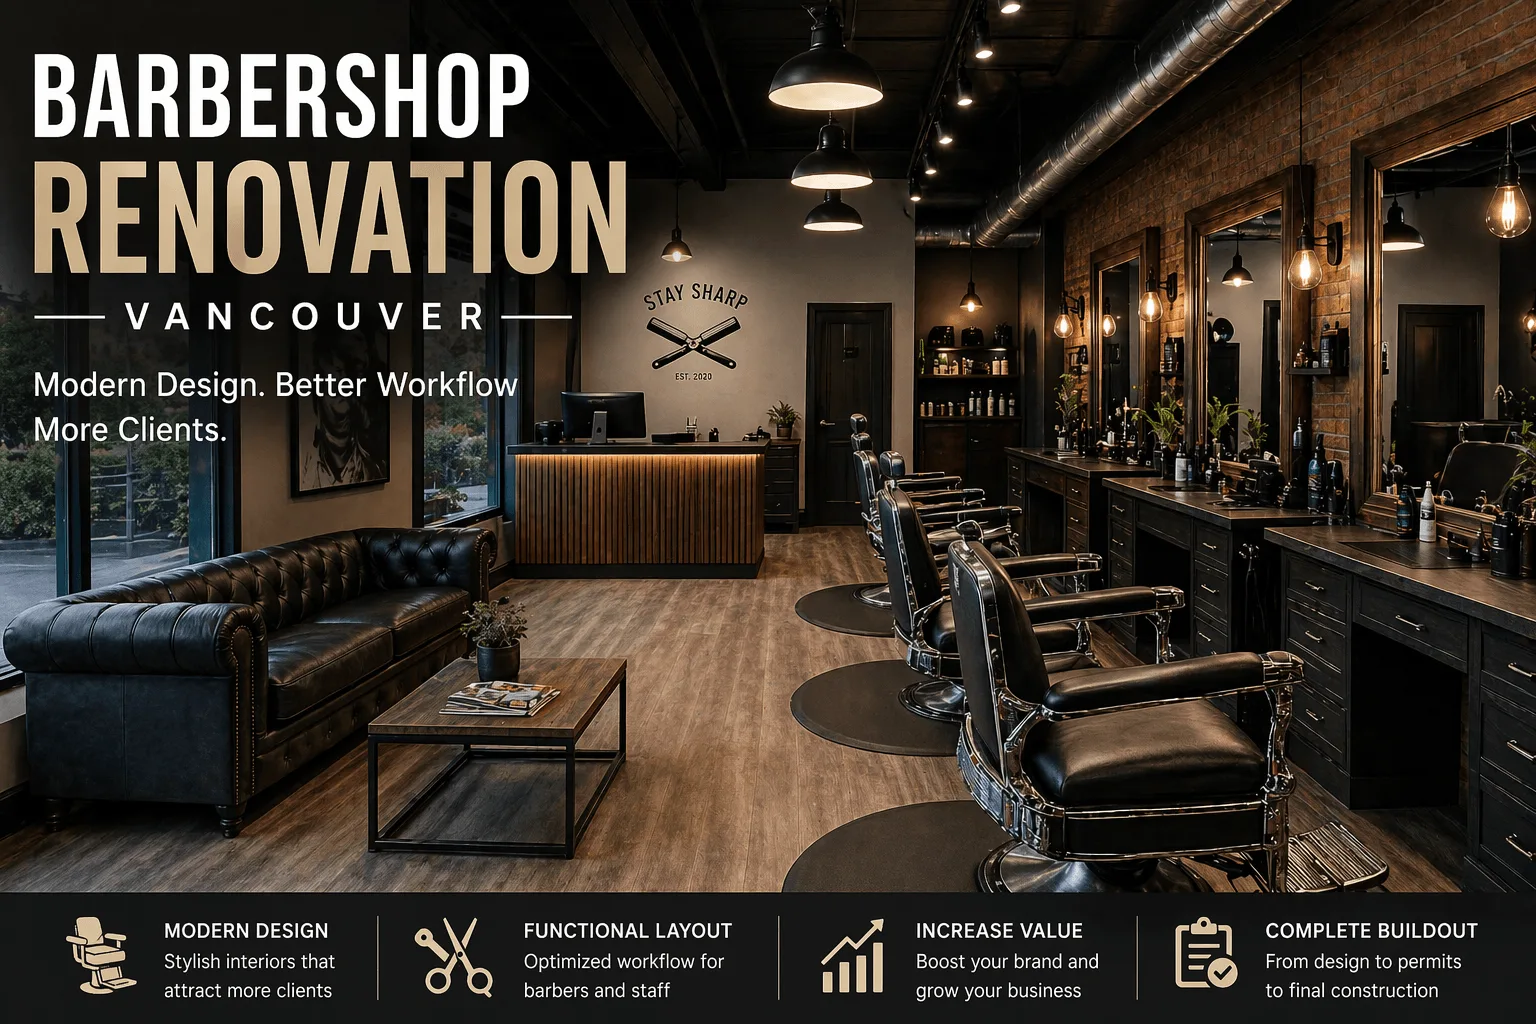 BARBERSHOP
RENOVATION
VANCOUVER
Modern Design. Better Workflow
More Clients.
STAY SHARP
EST. 2020
MODERN DESIGN
Stylish interiors that
attract more clients
FUNCTIONAL LAYOUT
Optimized workflow for
barbers and staff
INCREASE VALUE
Boost your brand and
grow your business
COMPLETE BUILDOUT
From design to permits
to final construction